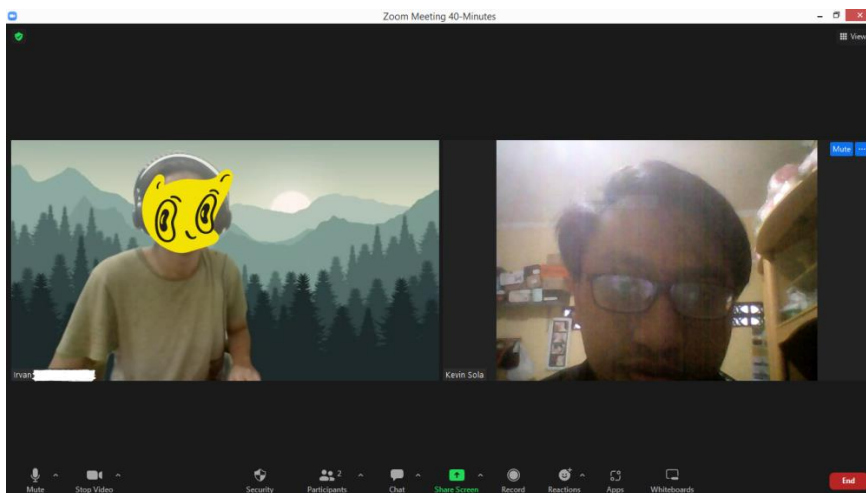 Zoom Meeting 40-Minutes
View
Mute
Irvan
Kevin Sola
Mute
Stop Video
Security
Participants
2
Chat
Share Screen
Record
Reactions
Apps
Whiteboards
End